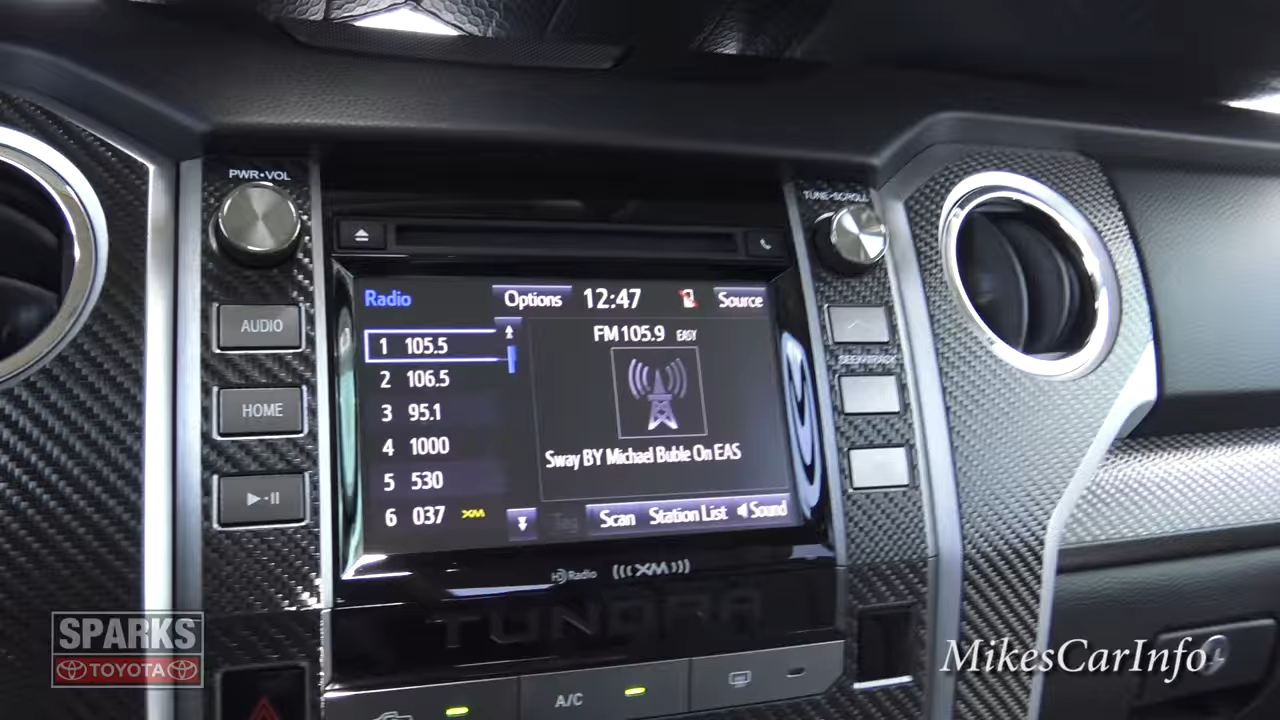 PWR•VOL
TUNE•SCROLL
AUDIO
HOME
Radio
Options
12:47
Source
1 105.5
2 106.5
3 95.1
4 1000
5 530
6 037 XM
FM 105.9 EASY
Sway BY Michael Buble On EAS
Tag
Scan
Station List
Sound
SEEK•TRACK
HD Radio
(((XM)))
TUNDRA
A/C
SPARKS
TOYOTA
MikesCarInfo